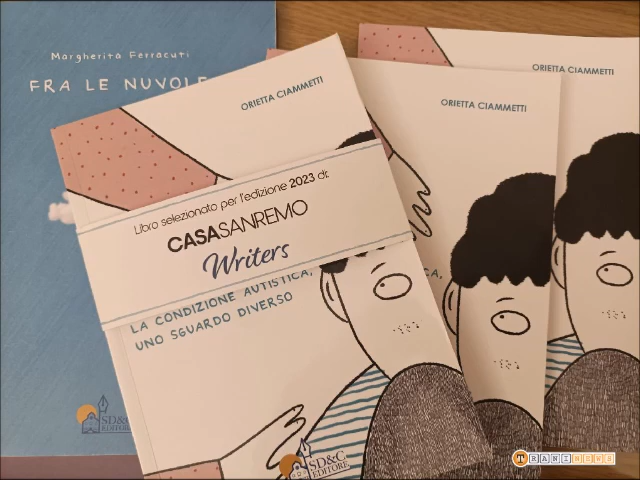 Margherita Ferracuti
FRA LE NUVOLE
ORIETTA CIAMMETTI
ORIETTA CIAMMETTI
ORIETTA CIAMMETTI
Libro selezionato per l'edizione 2023 di:
CASASANREMO
Writers
LA CONDIZIONE AUTISTICA,
UNO SGUARDO DIVERSO
CA,
SD&C
EDITORE
SD&C
EDITORE
TRANINEWS